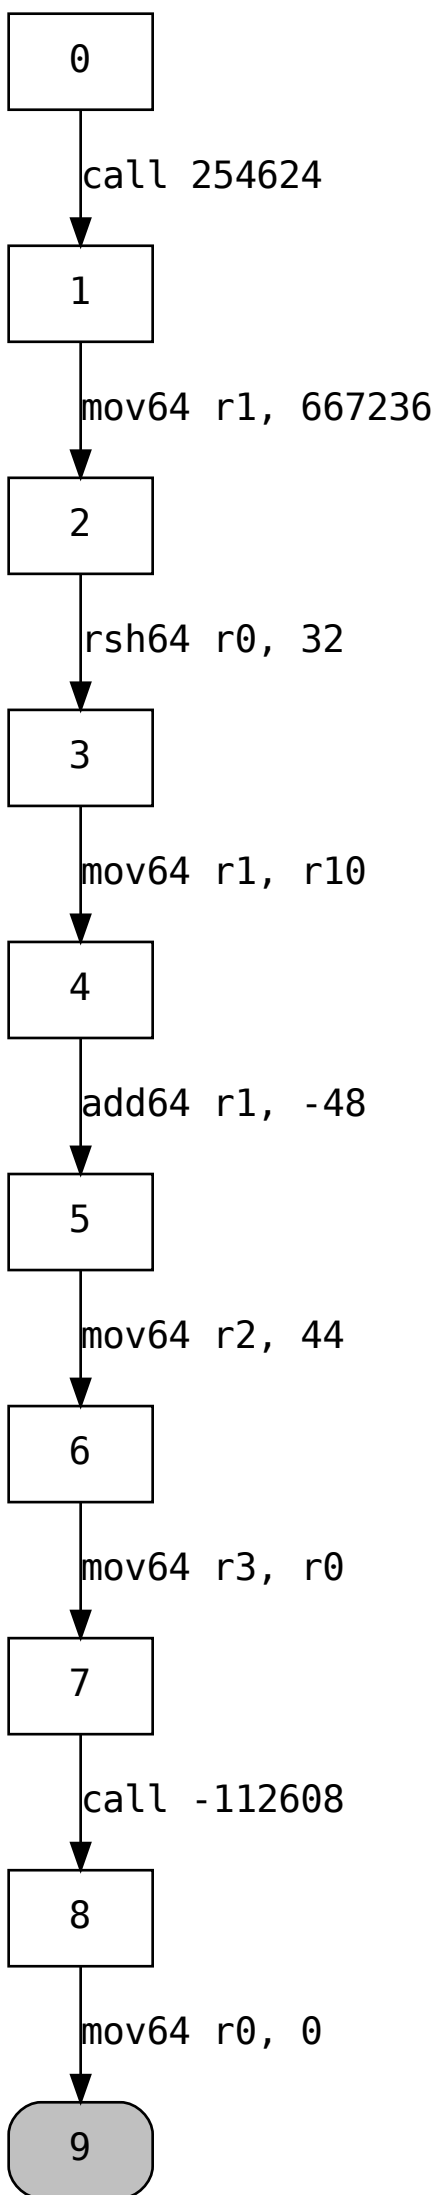 0
call 254624
1
mov64 r1, 667236
2
rsh64 r0, 32
3
mov64 r1, r10
4
add64 r1, -48
5
mov64 r2, 44
6
mov64 r3, r0
7
call -112608
8
mov64 r0, 0
9